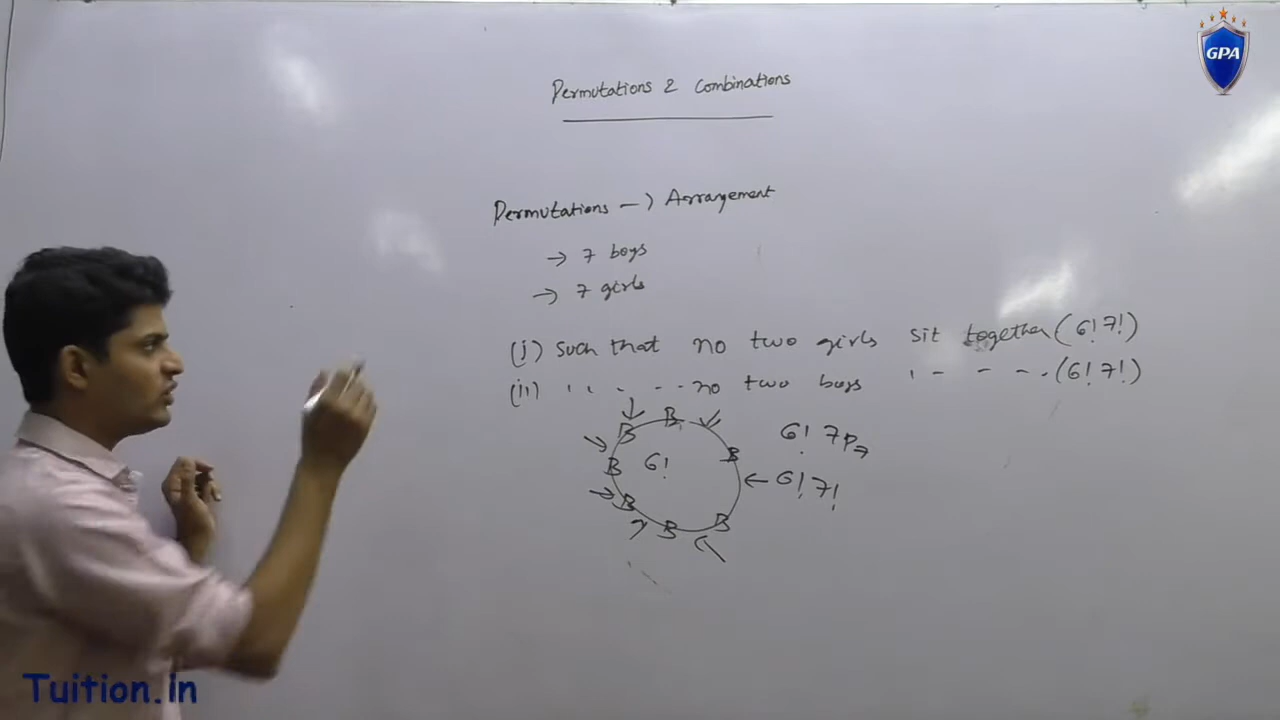 GPA
Permutations & Combinations
Permutations -> Arrangement
-> 7 boys
-> 7 girls
(i) Such that no two girls sit together (6! 7!)
(ii) " " - - - no two boys " - - - . (6! 7!)
B B B B B B B
6!
6! 7P7
6! 7!
Tuition.in